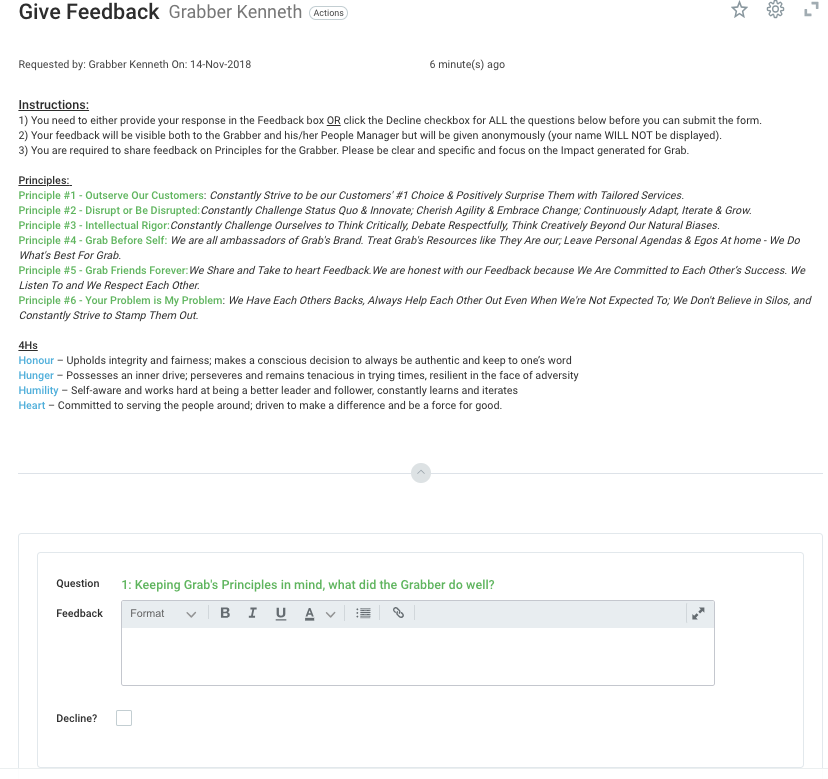 Give Feedback Grabber Kenneth Actions
Requested by: Grabber Kenneth On: 14-Nov-2018 6 minute(s) ago
Instructions:
1) You need to either provide your response in the Feedback box OR click the Decline checkbox for ALL the questions below before you can submit the form.
2) Your feedback will be visible both to the Grabber and his/her People Manager but will be given anonymously (your name WILL NOT be displayed).
3) You are required to share feedback on Principles for the Grabber. Please be clear and specific and focus on the Impact generated for Grab.
Principles:
Principle #1 - Outserve Our Customers: Constantly Strive to be our Customers' #1 Choice & Positively Surprise Them with Tailored Services.
Principle #2 - Disrupt or Be Disrupted:Constantly Challenge Status Quo & Innovate; Cherish Agility & Embrace Change; Continuously Adapt, Iterate & Grow.
Principle #3 - Intellectual Rigor:Constantly Challenge Ourselves to Think Critically, Debate Respectfully, Think Creatively Beyond Our Natural Biases.
Principle #4 - Grab Before Self: We are all ambassadors of Grab's Brand. Treat Grab's Resources like They Are our; Leave Personal Agendas & Egos At home - We Do
What's Best For Grab.
Principle #5 - Grab Friends Forever:We Share and Take to heart Feedback.We are honest with our Feedback because We Are Committed to Each Other's Success. We
Listen To and We Respect Each Other.
Principle #6 - Your Problem is My Problem: We Have Each Others Backs, Always Help Each Other Out Even When We're Not Expected To; We Don't Believe in Silos, and
Constantly Strive to Stamp Them Out.
4Hs
Honour – Upholds integrity and fairness; makes a conscious decision to always be authentic and keep to one's word
Hunger – Possesses an inner drive; perseveres and remains tenacious in trying times, resilient in the face of adversity
Humility – Self-aware and works hard at being a better leader and follower, constantly learns and iterates
Heart – Committed to serving the people around; driven to make a difference and be a force for good.
Question 1: Keeping Grab's Principles in mind, what did the Grabber do well?
Feedback Format B I U A
Decline?